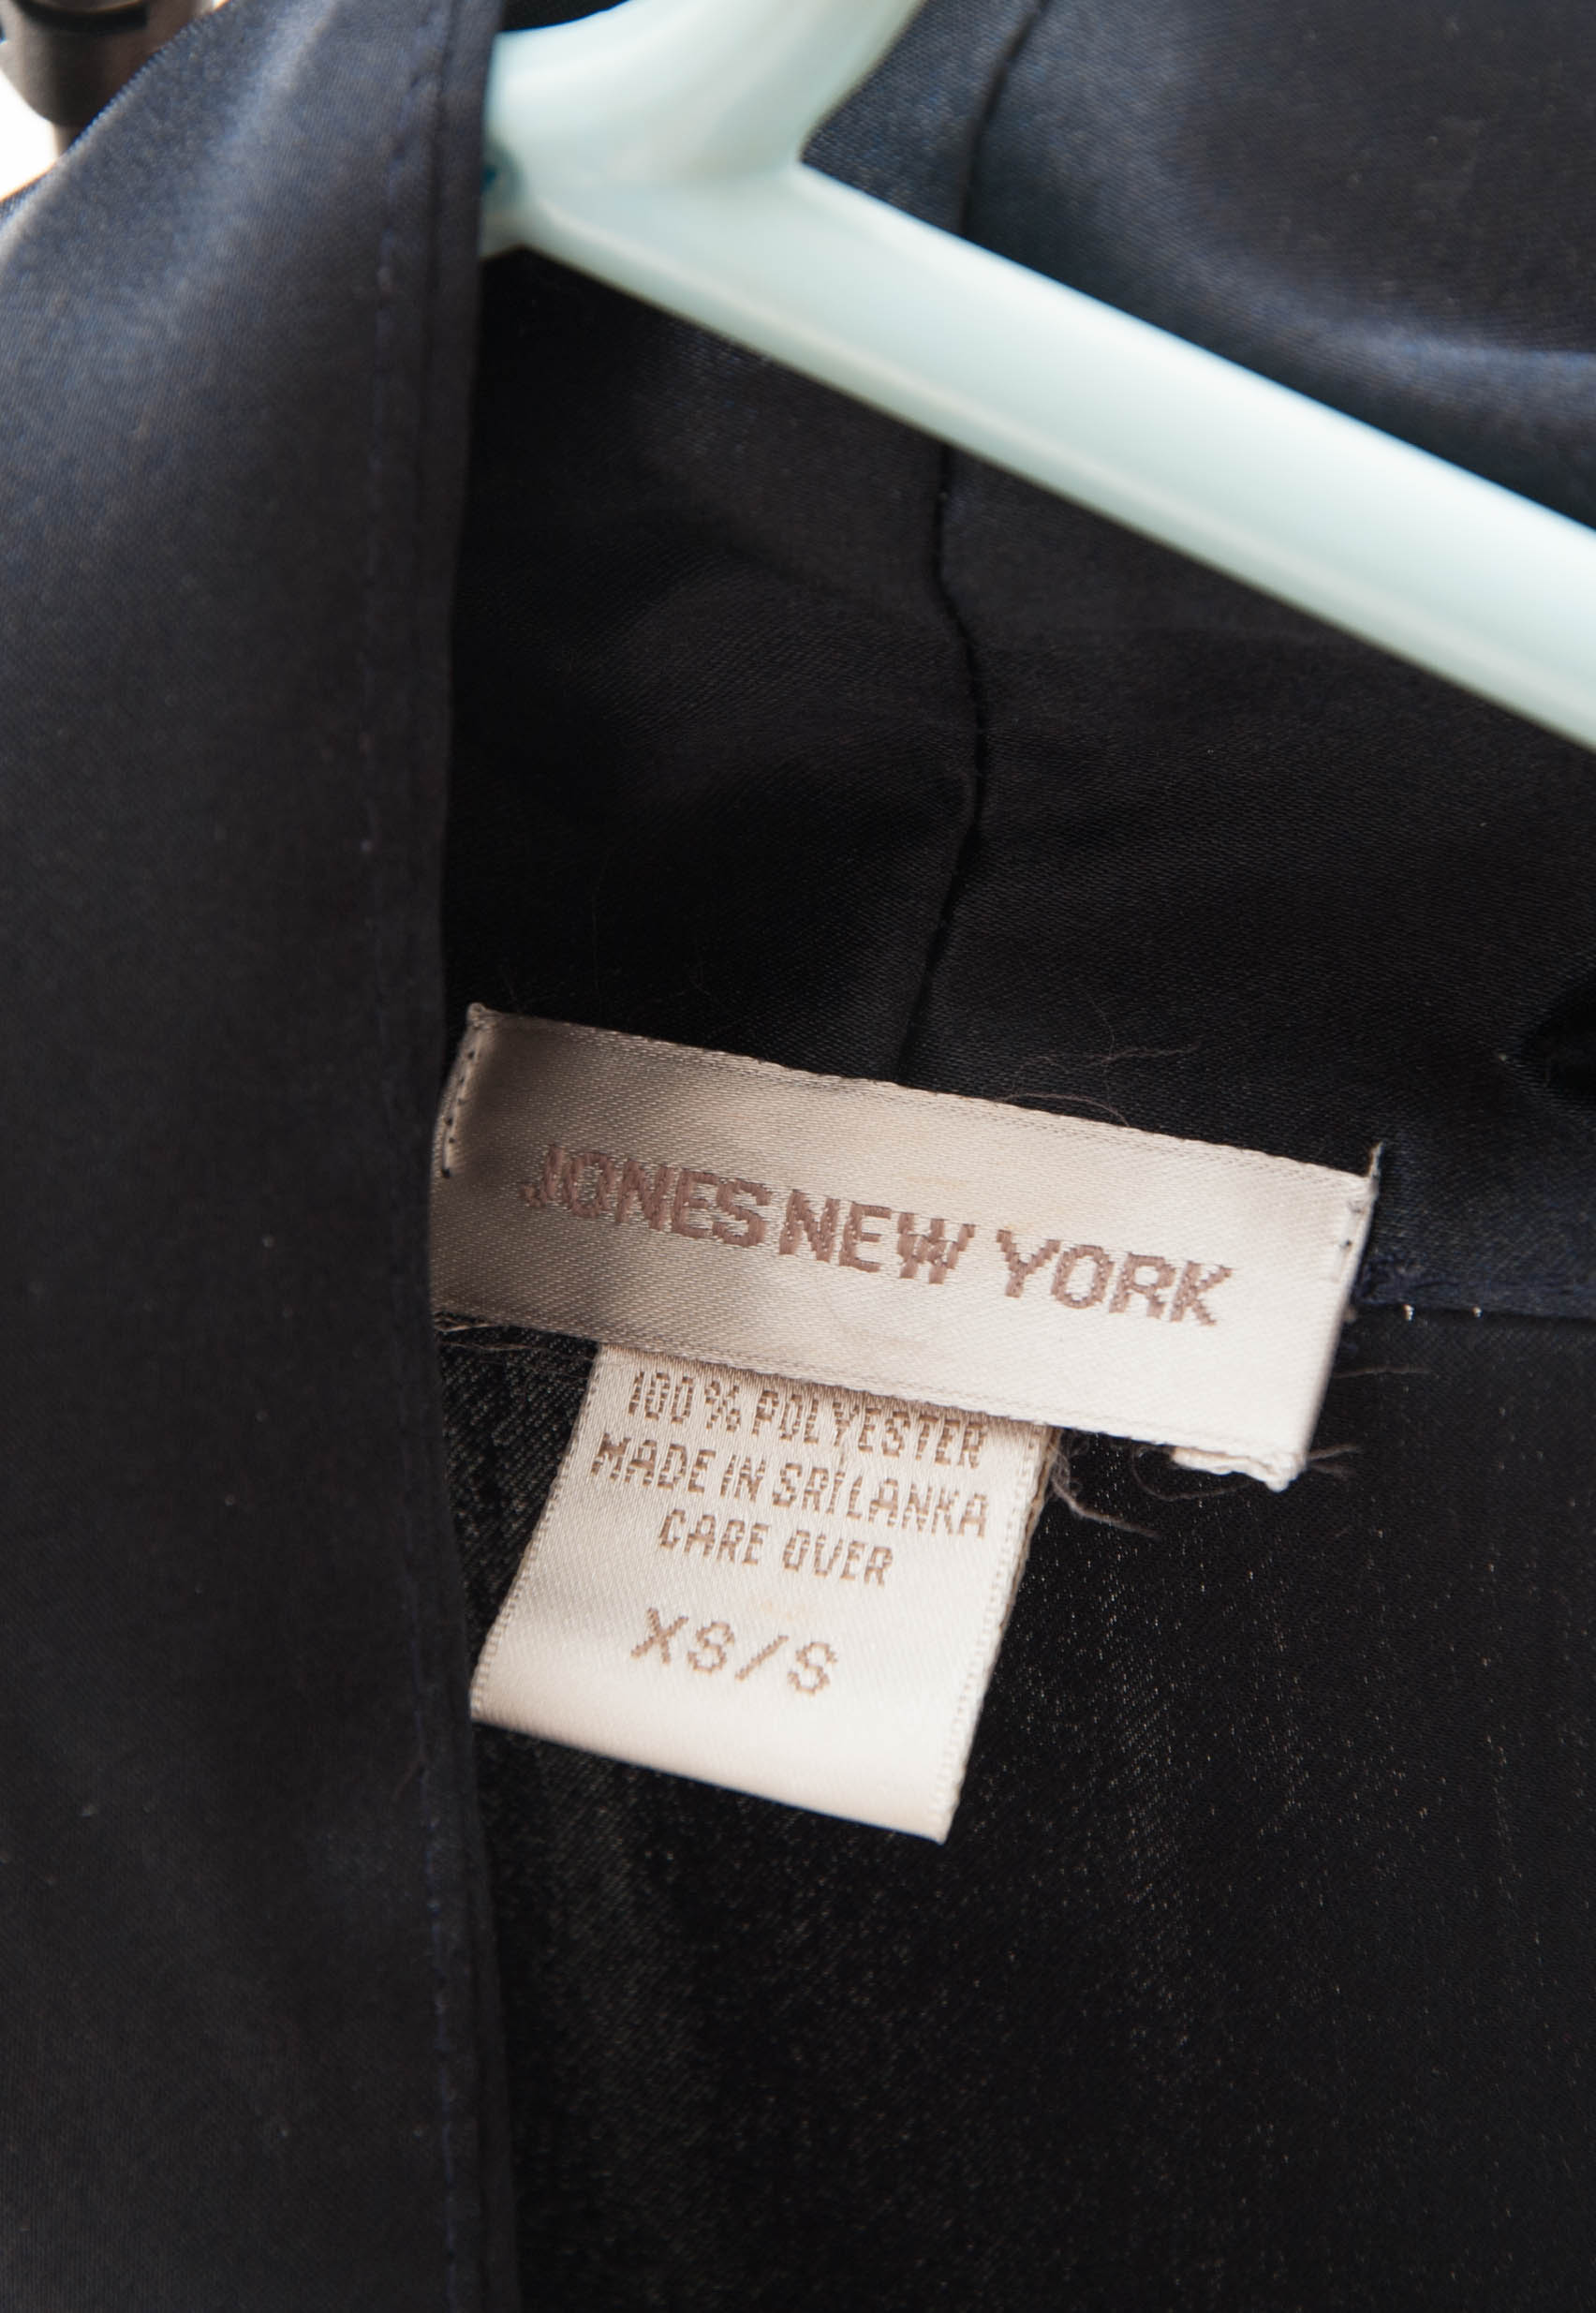 JONES NEW YORK
100% POLYESTER
MADE IN SRI LANKA
CARE OVER
XS/S